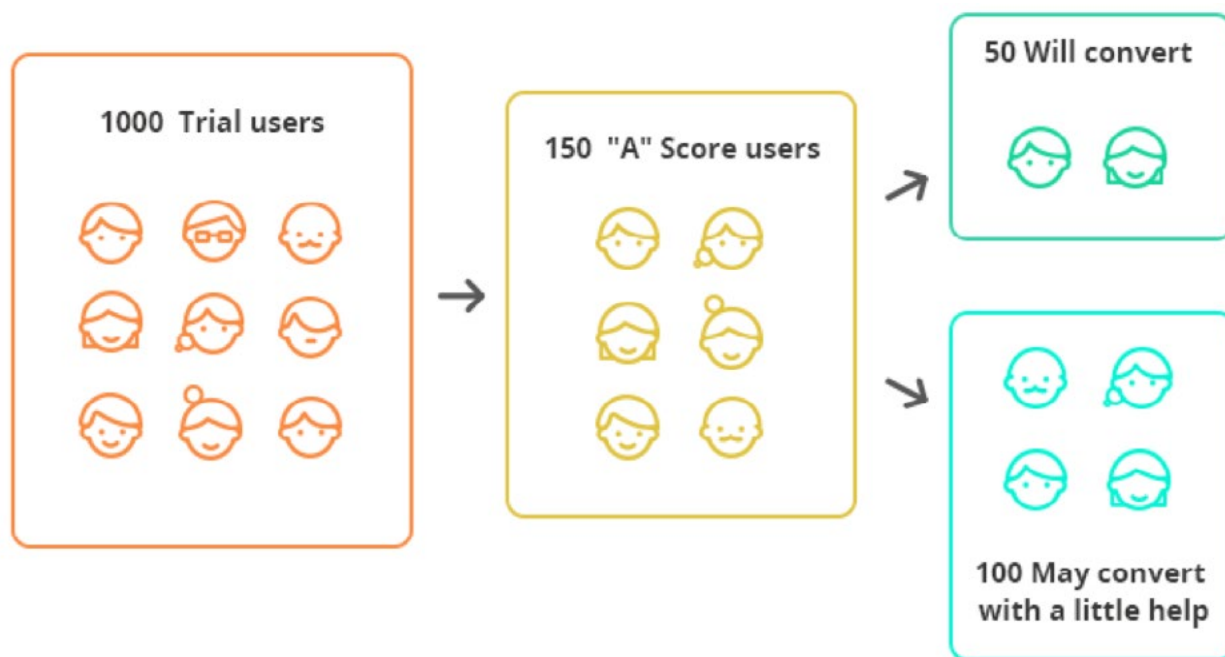 1000 Trial users
150 "A" Score users
50 Will convert
100 May convert
with a little help